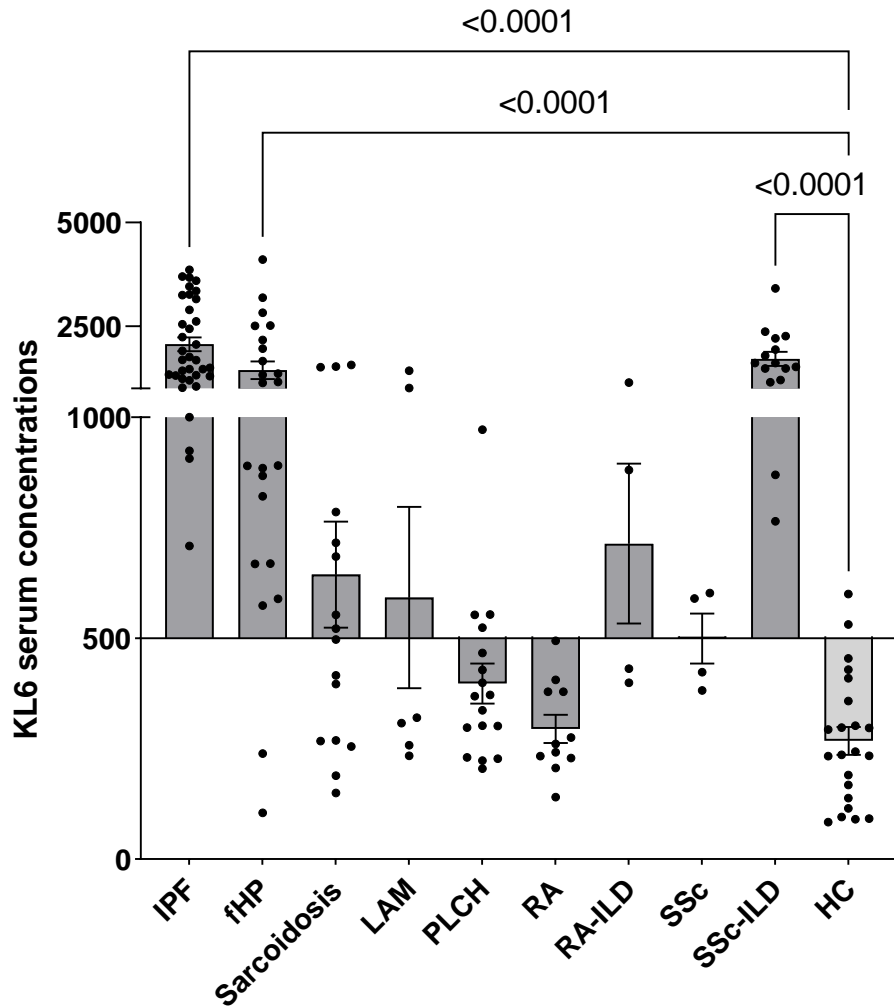 <0.0001
<0.0001
<0.0001
5000
2500
1000
500
0
KL6 serum concentrations
IPF
fHP
Sarcoidosis
LAM
PLCH
RA
RA-ILD
SSc
SSc-ILD
HC